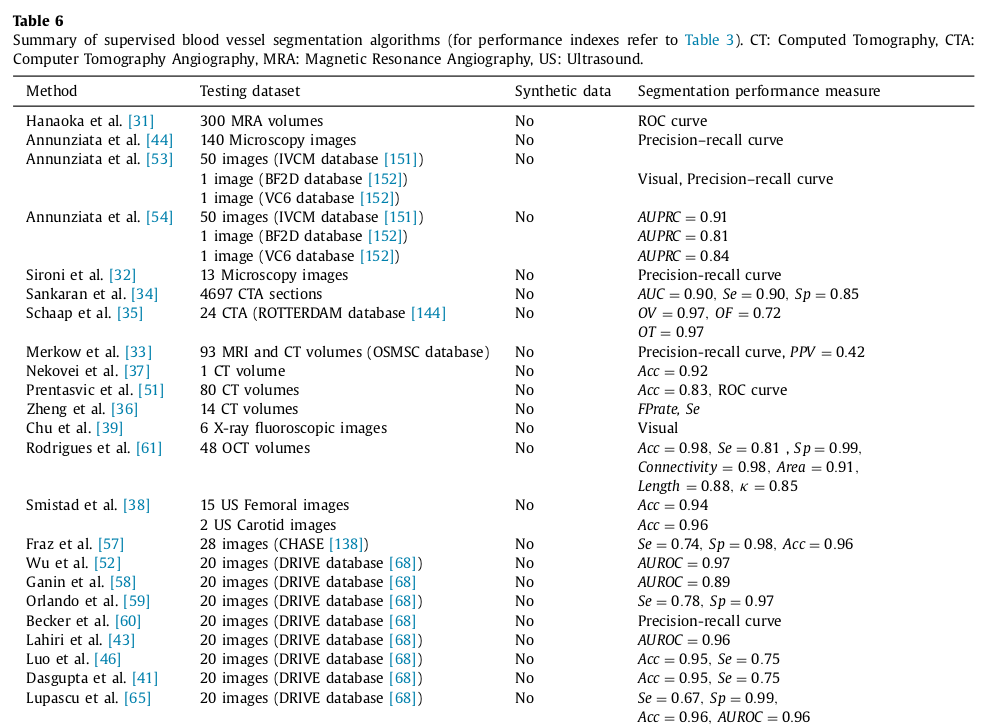 Table 6
Summary of supervised blood vessel segmentation algorithms (for performance indexes refer to Table 3). CT: Computed Tomography, CTA:
Computer Tomography Angiography, MRA: Magnetic Resonance Angiography, US: Ultrasound.
Method Testing dataset Synthetic data Segmentation performance measure
Hanaoka et al. [31] 300 MRA volumes No ROC curve
Annunziata et al. [44] 140 Microscopy images No Precision–recall curve
Annunziata et al. [53] 50 images (IVCM database [151]) No
1 image (BF2D database [152]) Visual, Precision–recall curve
1 image (VC6 database [152])
Annunziata et al. [54] 50 images (IVCM database [151]) No AUPRC = 0.91
1 image (BF2D database [152]) AUPRC = 0.81
1 image (VC6 database [152]) AUPRC = 0.84
Sironi et al. [32] 13 Microscopy images No Precision-recall curve
Sankaran et al. [34] 4697 CTA sections No AUC = 0.90, Se = 0.90, Sp = 0.85
Schaap et al. [35] 24 CTA (ROTTERDAM database [144] No OV = 0.97, OF = 0.72
OT = 0.97
Merkow et al. [33] 93 MRI and CT volumes (OSMSC database) No Precision-recall curve, PPV = 0.42
Nekovei et al. [37] 1 CT volume No Acc = 0.92
Prentasvic et al. [51] 80 CT volumes No Acc = 0.83, ROC curve
Zheng et al. [36] 14 CT volumes No FPrate, Se
Chu et al. [39] 6 X-ray fluoroscopic images No Visual
Rodrigues et al. [61] 48 OCT volumes No Acc = 0.98, Se = 0.81 , Sp = 0.99,
Connectivity = 0.98, Area = 0.91,
Length = 0.88, κ = 0.85
Smistad et al. [38] 15 US Femoral images No Acc = 0.94
2 US Carotid images Acc = 0.96
Fraz et al. [57] 28 images (CHASE [138]) No Se = 0.74, Sp = 0.98, Acc = 0.96
Wu et al. [52] 20 images (DRIVE database [68]) No AUROC = 0.97
Ganin et al. [58] 20 images (DRIVE database [68] No AUROC = 0.89
Orlando et al. [59] 20 images (DRIVE database [68]) No Se = 0.78, Sp = 0.97
Becker et al. [60] 20 images (DRIVE database [68] No Precision-recall curve
Lahiri et al. [43] 20 images (DRIVE database [68]) No AUROC = 0.96
Luo et al. [46] 20 images (DRIVE database [68]) No Acc = 0.95, Se = 0.75
Dasgupta et al. [41] 20 images (DRIVE database [68]) No Acc = 0.95, Se = 0.75
Lupascu et al. [65] 20 images (DRIVE database [68]) No Se = 0.67, Sp = 0.99,
Acc = 0.96, AUROC = 0.96